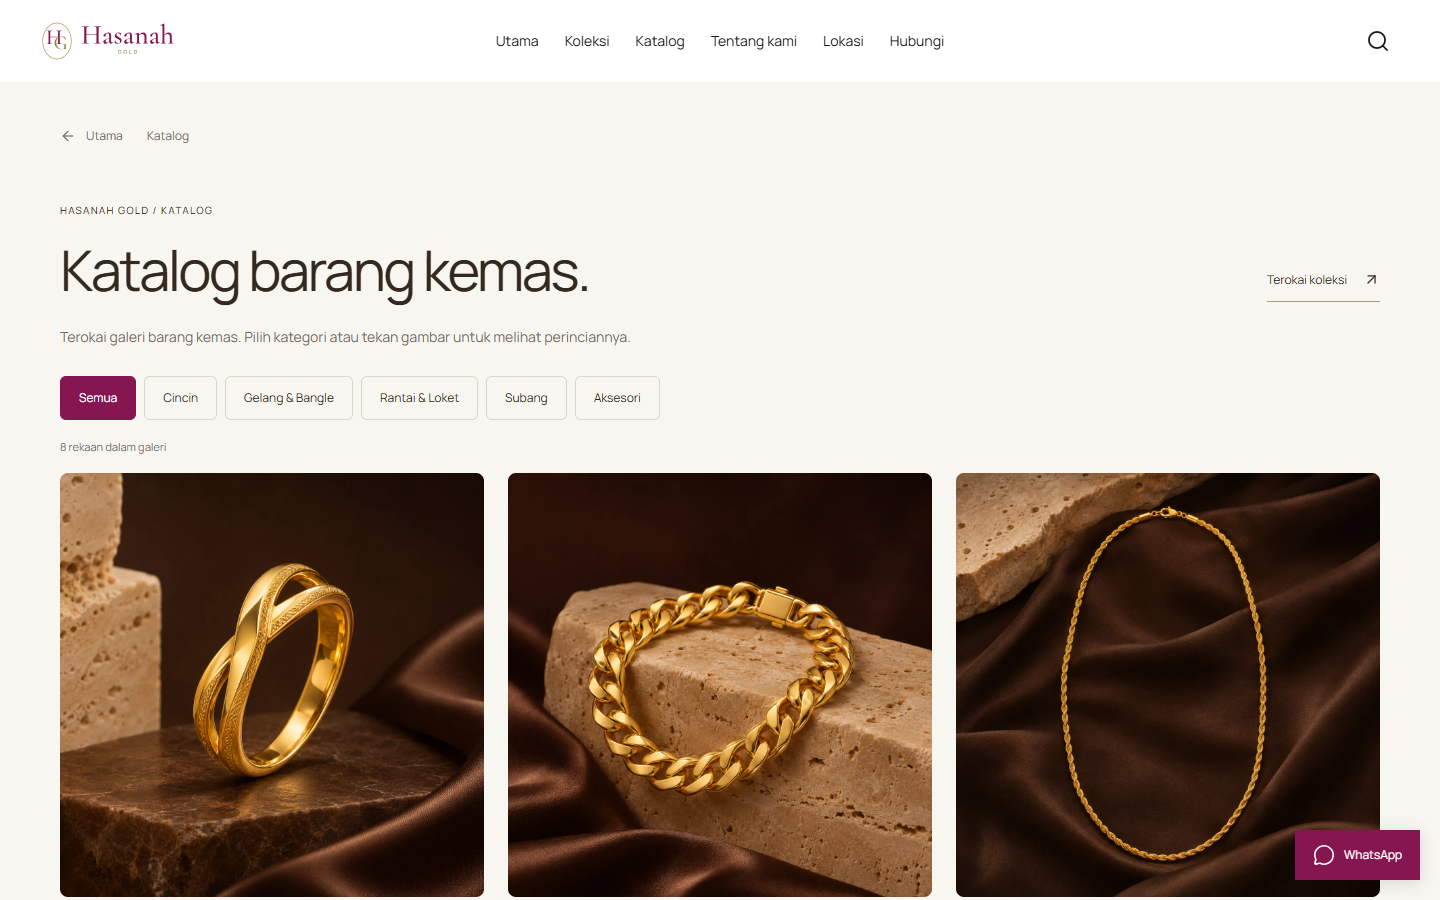 HG Hasanah
GOLD
Utama Koleksi Katalog Tentang kami Lokasi Hubungi
Utama Katalog
HASANAH GOLD / KATALOG
Katalog barang kemas.
Terokai koleksi
Terokai galeri barang kemas. Pilih kategori atau tekan gambar untuk melihat perinciannya.
Semua Cincin Gelang & Bangle Rantai & Loket Subang Aksesori
8 rekaan dalam galeri
WhatsApp